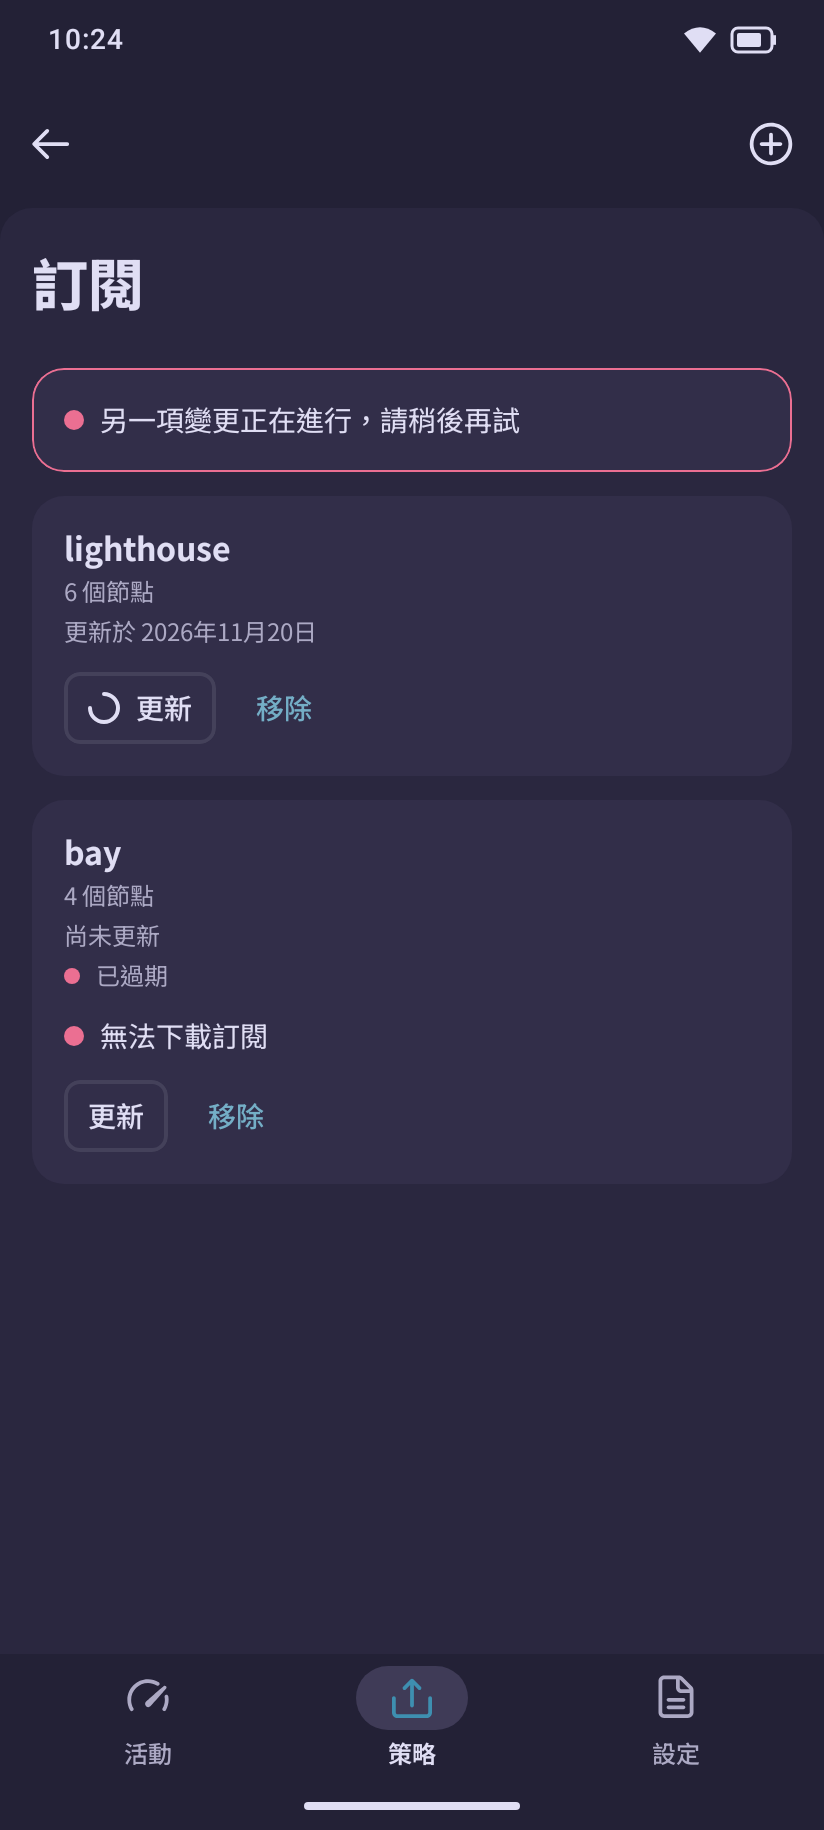 10:24
訂閱
另一項變更正在進行，請稍後再試
lighthouse
6 個節點
更新於 2026年11月20日
更新
移除
bay
4 個節點
尚未更新
已過期
無法下載訂閱
更新
移除
活動
策略
設定